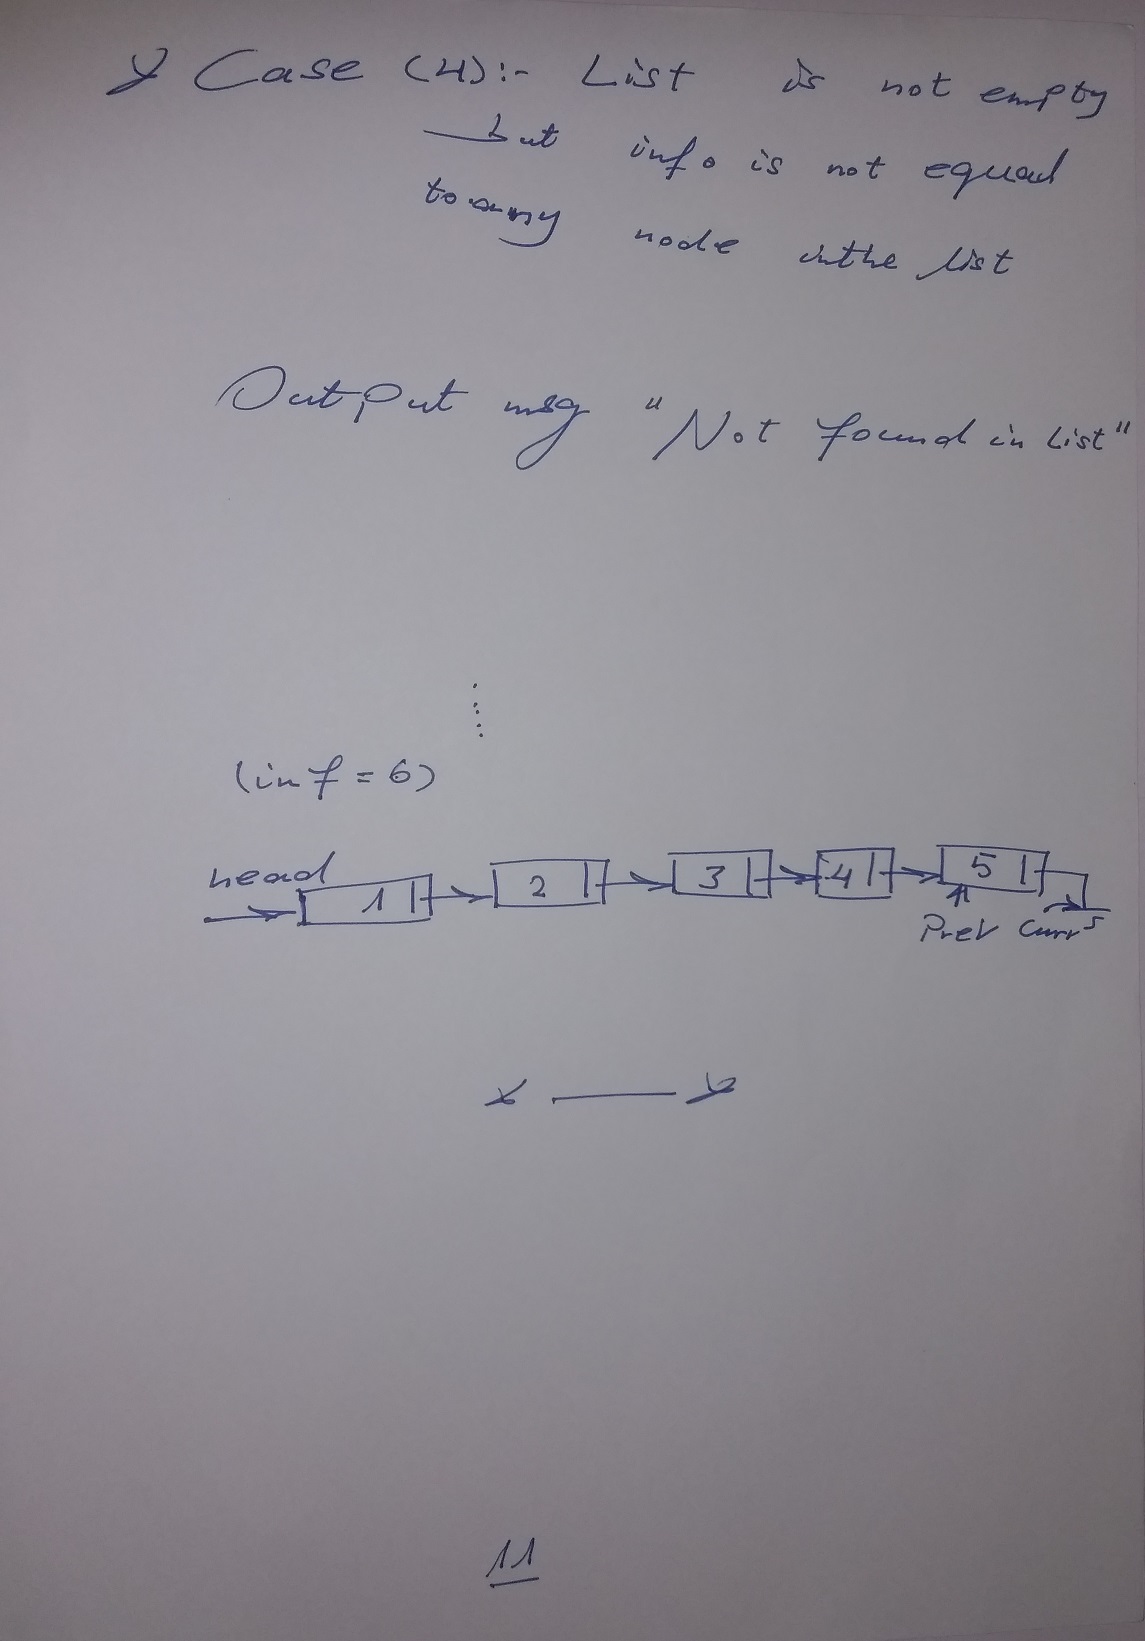 Case (4):- List is not empty
but info is not equal
to any node in the list
OutPut msg "Not found in List"
(inf = 6)
head
1 2 3 4 5
Prev Curr
11